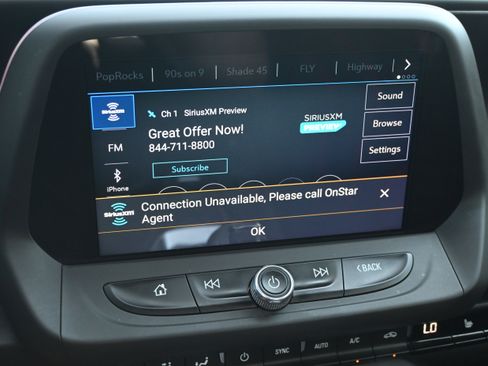 PopRocks 90s on 9 Shade 45 FLY Highway
SiriusXM
Ch 1 SiriusXM Preview
Sound
Great Offer Now!
SIRIUSXM
PREVIEW
FM
844-711-8800
Browse
Subscribe
Settings
iPhone
Connection Unavailable, Please call OnStar
Agent
SiriusXM
OK
BACK
SYNC AUTO A/C LO